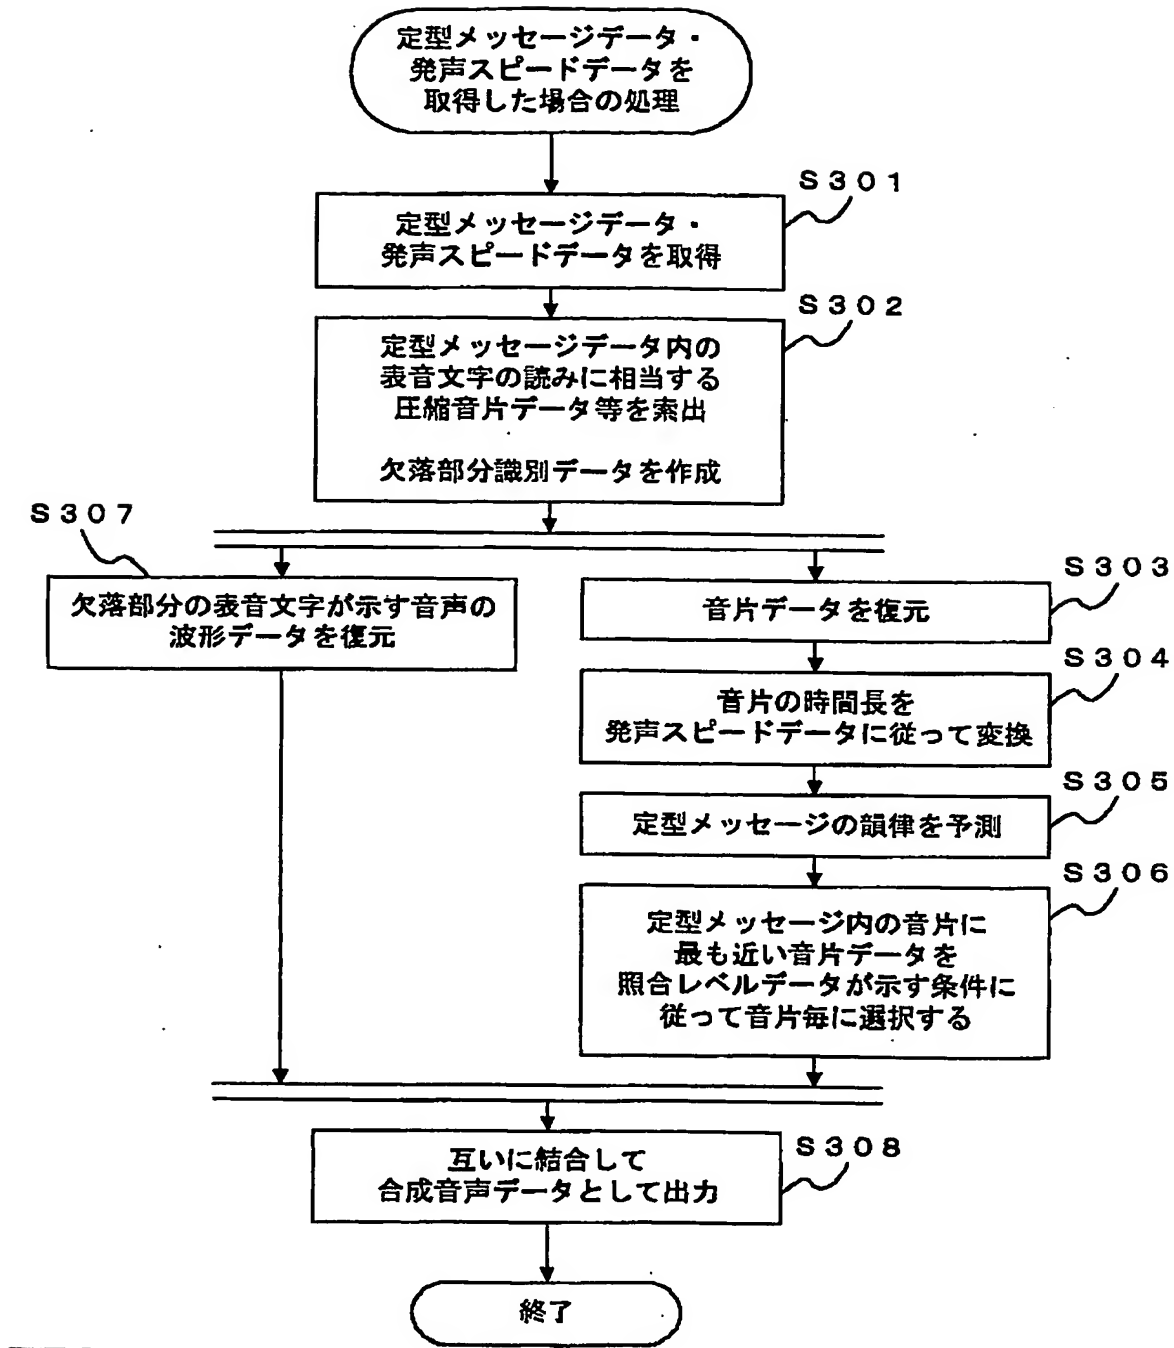 定型メッセージデータ・
発声スピードデータを
取得した場合の処理
S301
定型メッセージデータ・
発声スピードデータを取得
S302
定型メッセージデータ内の
表音文字の読みに相当する
圧縮音片データ等を索出
欠落部分識別データを作成
S307
欠落部分の表音文字が示す音声の
波形データを復元
S303
音片データを復元
S304
音片の時間長を
発声スピードデータに従って変換
S305
定型メッセージの韻律を予測
S306
定型メッセージ内の音片に
最も近い音片データを
照合レベルデータが示す条件に
従って音片毎に選択する
S308
互いに結合して
合成音声データとして出力
終了